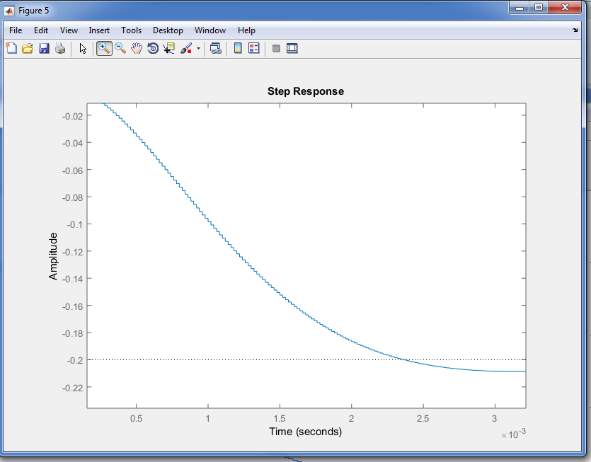 Figure 5
File Edit View Insert Tools Desktop Window Help
Step Response
-0.02
-0.04
-0.06
-0.08
-0.1
-0.12
-0.14
-0.16
-0.18
-0.2
-0.22
Amplitude
0.5 1 1.5 2 2.5 3
Time (seconds)
×10⁻³